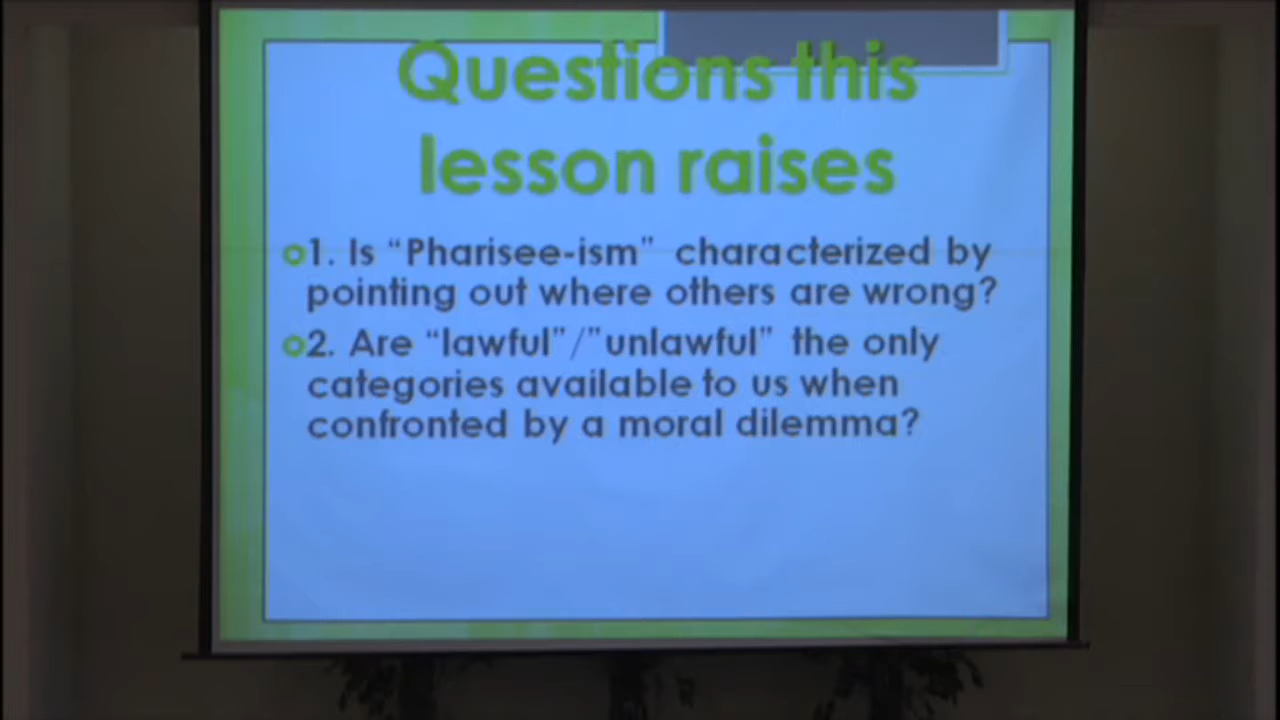 Questions this
lesson raises
1. Is “Pharisee-ism” characterized by
pointing out where others are wrong?
2. Are “lawful”/”unlawful” the only
categories available to us when
confronted by a moral dilemma?